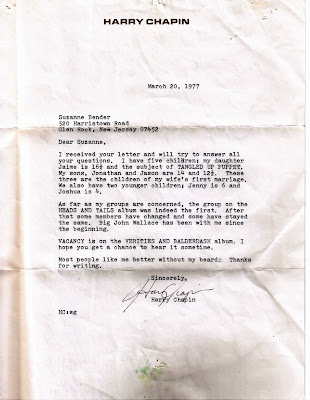 HARRY CHAPIN
March 20, 1977
Suzanne Bender
520 Harristown Road
Glen Rock, New Jersey 07452
Dear Suzanne,
I received your letter and will try to answer all
your questions. I have five children; my daughter
Jaime is 16½ and the subject of TANGLED UP PUPPET.
My sons, Jonathan and Jason are 14 and 12½. These
three are the children of my wife's first marriage.
We also have two younger children; Jenny is 6 and
Joshua is 4.
As far as my groups are concerned, the group on
the HEADS AND TAILS album was indeed the first. After
that some members have changed and some have stayed
the same. Big John Wallace has been with me since
the beginning.
VACANCY is on the VERITIES AND BALDERDASH album. I
hope you get a chance to hear it sometime.
Most people like me better without my beard. Thanks
for writing.
Sincerely,
Harry Chapin
Harry Chapin
HC:sg